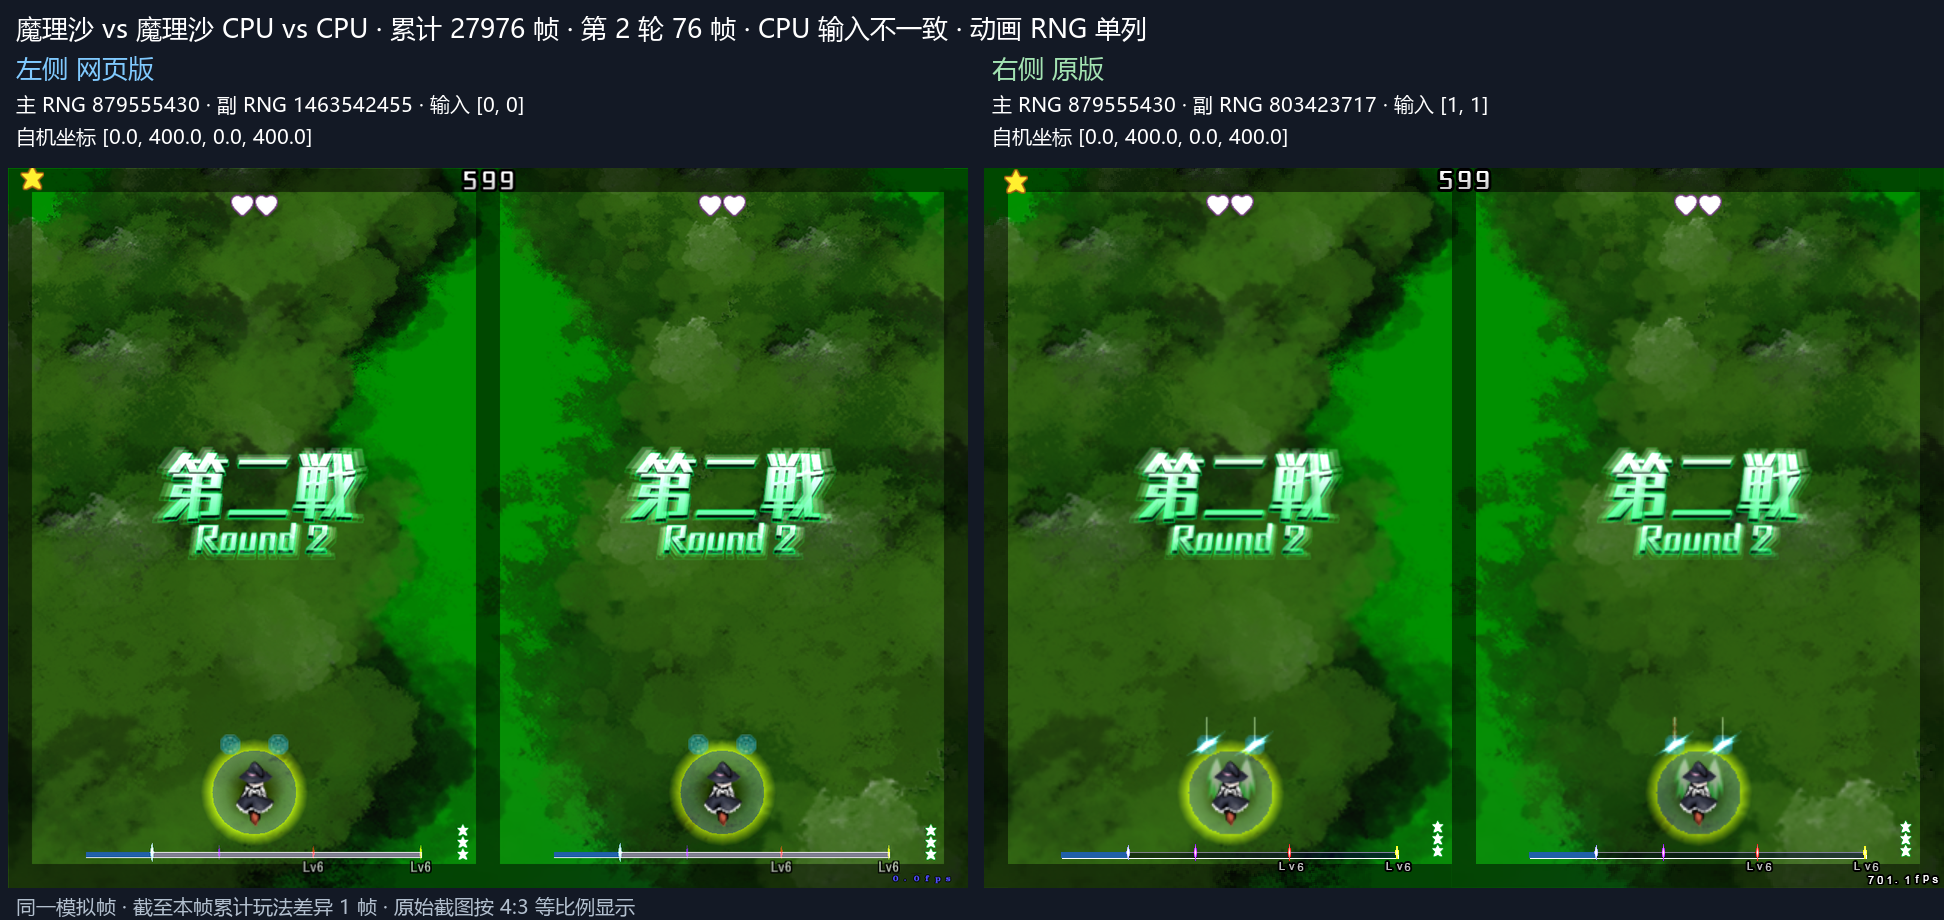 魔理沙 vs 魔理沙 CPU vs CPU · 累计 27976 帧 · 第 2 轮 76 帧 · CPU 输入不一致 · 动画 RNG 单列
左侧 网页版
主 RNG 879555430 · 副 RNG 1463542455 · 输入 [0, 0]
自机坐标 [0.0, 400.0, 0.0, 400.0]
右侧 原版
主 RNG 879555430 · 副 RNG 803423717 · 输入 [1, 1]
自机坐标 [0.0, 400.0, 0.0, 400.0]
599
第二戦
Round 2
第二戦
Round 2
Lv6
Lv6
Lv6
Lv6
0.0fps
599
第二戦
Round 2
第二戦
Round 2
Lv6
Lv6
Lv6
Lv6
701.1fps
同一模拟帧 · 截至本帧累计玩法差异 1 帧 · 原始截图按 4:3 等比例显示